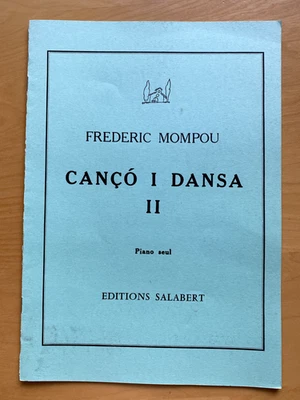 FREDERIC MOMPOU
CANÇÓ I DANSA
II
Piano seul
EDITIONS SALABERT